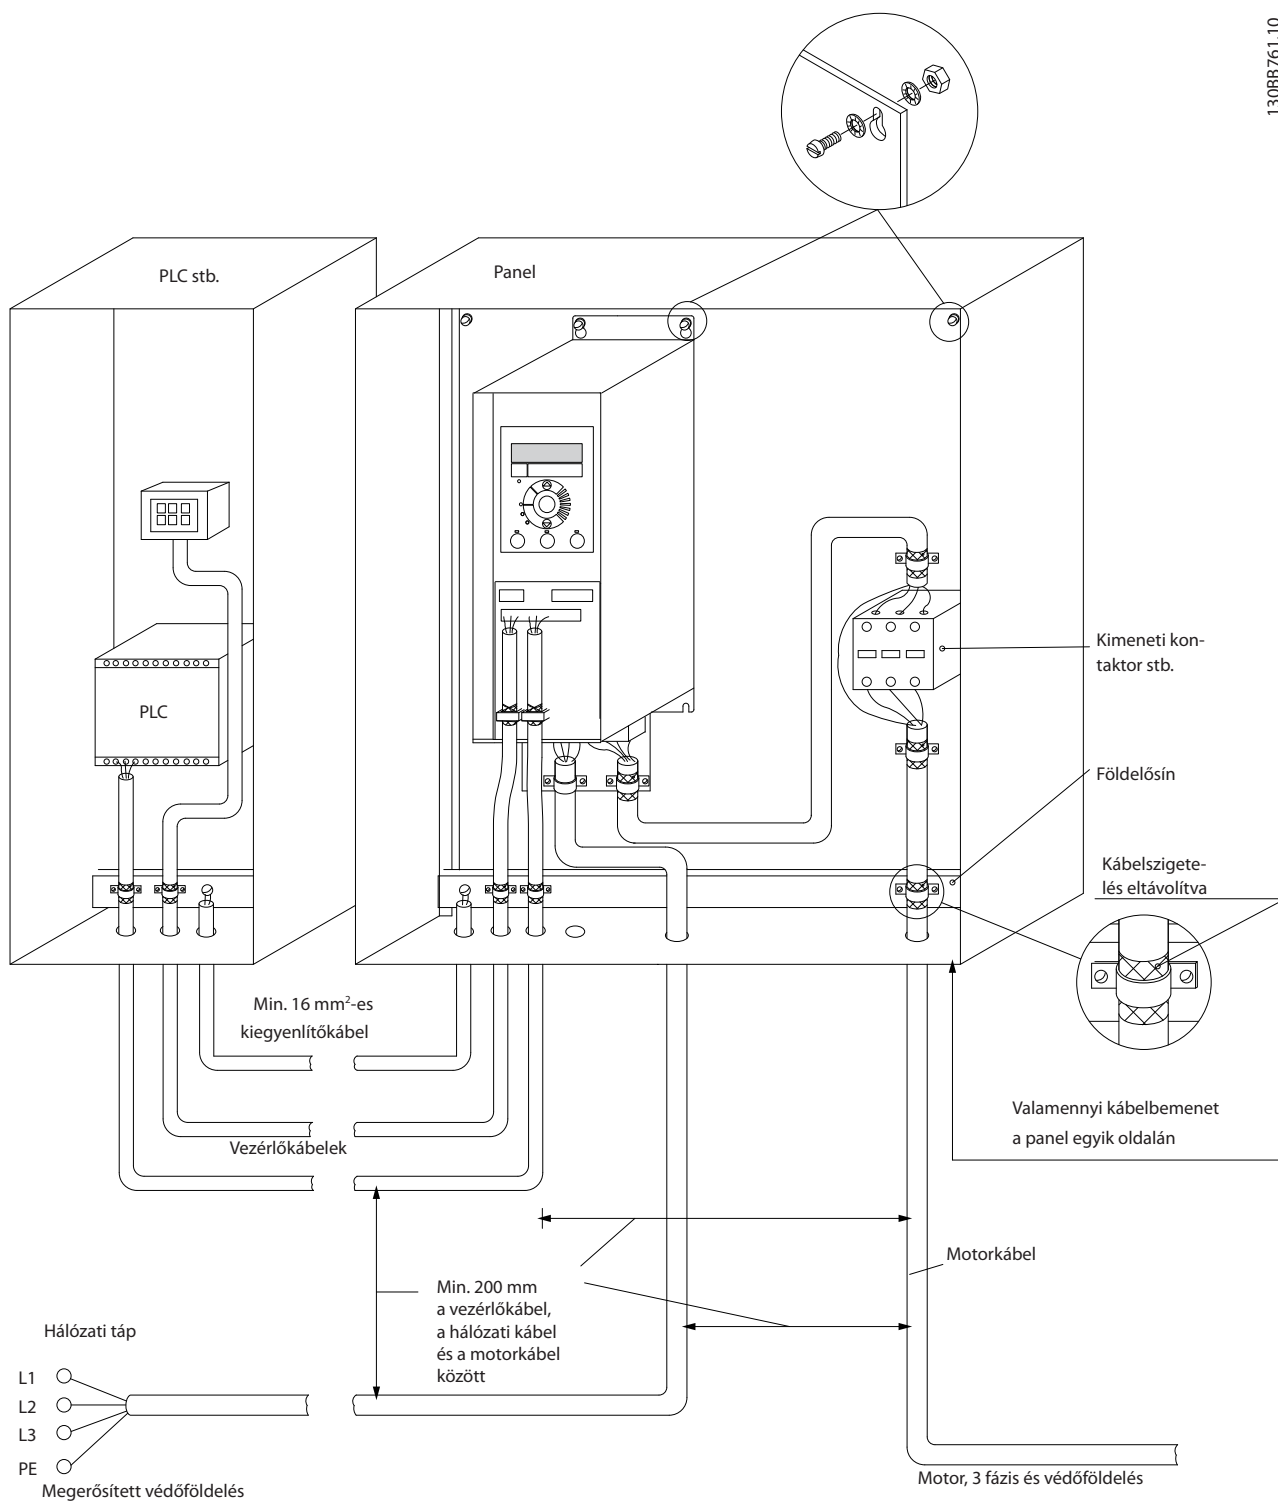 130BB761.10
PLC stb.
Panel
PLC
Kimeneti kon-
taktor stb.
Földelősín
Kábelszigete-
lés eltávolítva
Min. 16 mm²-es
kiegyenlítőkábel
Vezérlőkábelek
Valamennyi kábelbemenet
a panel egyik oldalán
Motorkábel
Min. 200 mm
a vezérlőkábel,
a hálózati kábel
és a motorkábel
között
Hálózati táp
L1
L2
L3
PE
Megerősített védőföldelés
Motor, 3 fázis és védőföldelés